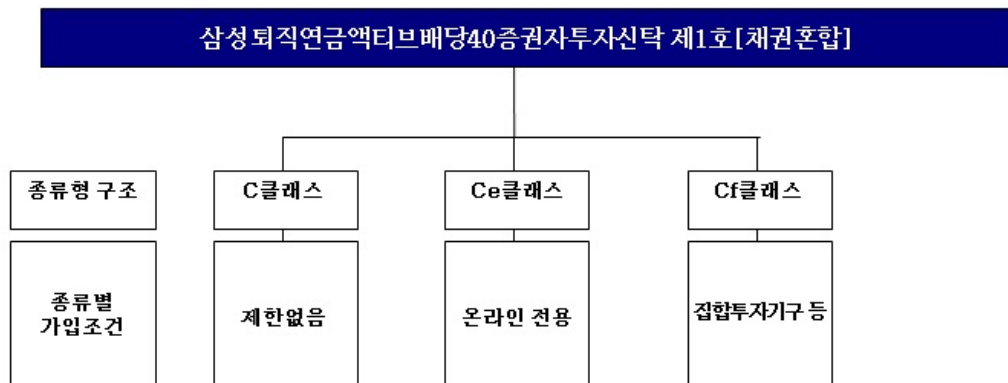 삼성퇴직연금액티브배당40증권자투자신탁 제1호[채권혼합]
종류형 구조
C클래스
Ce클래스
Cf클래스
종류별
가입조건
제한없음
온라인 전용
집합투자기구 등